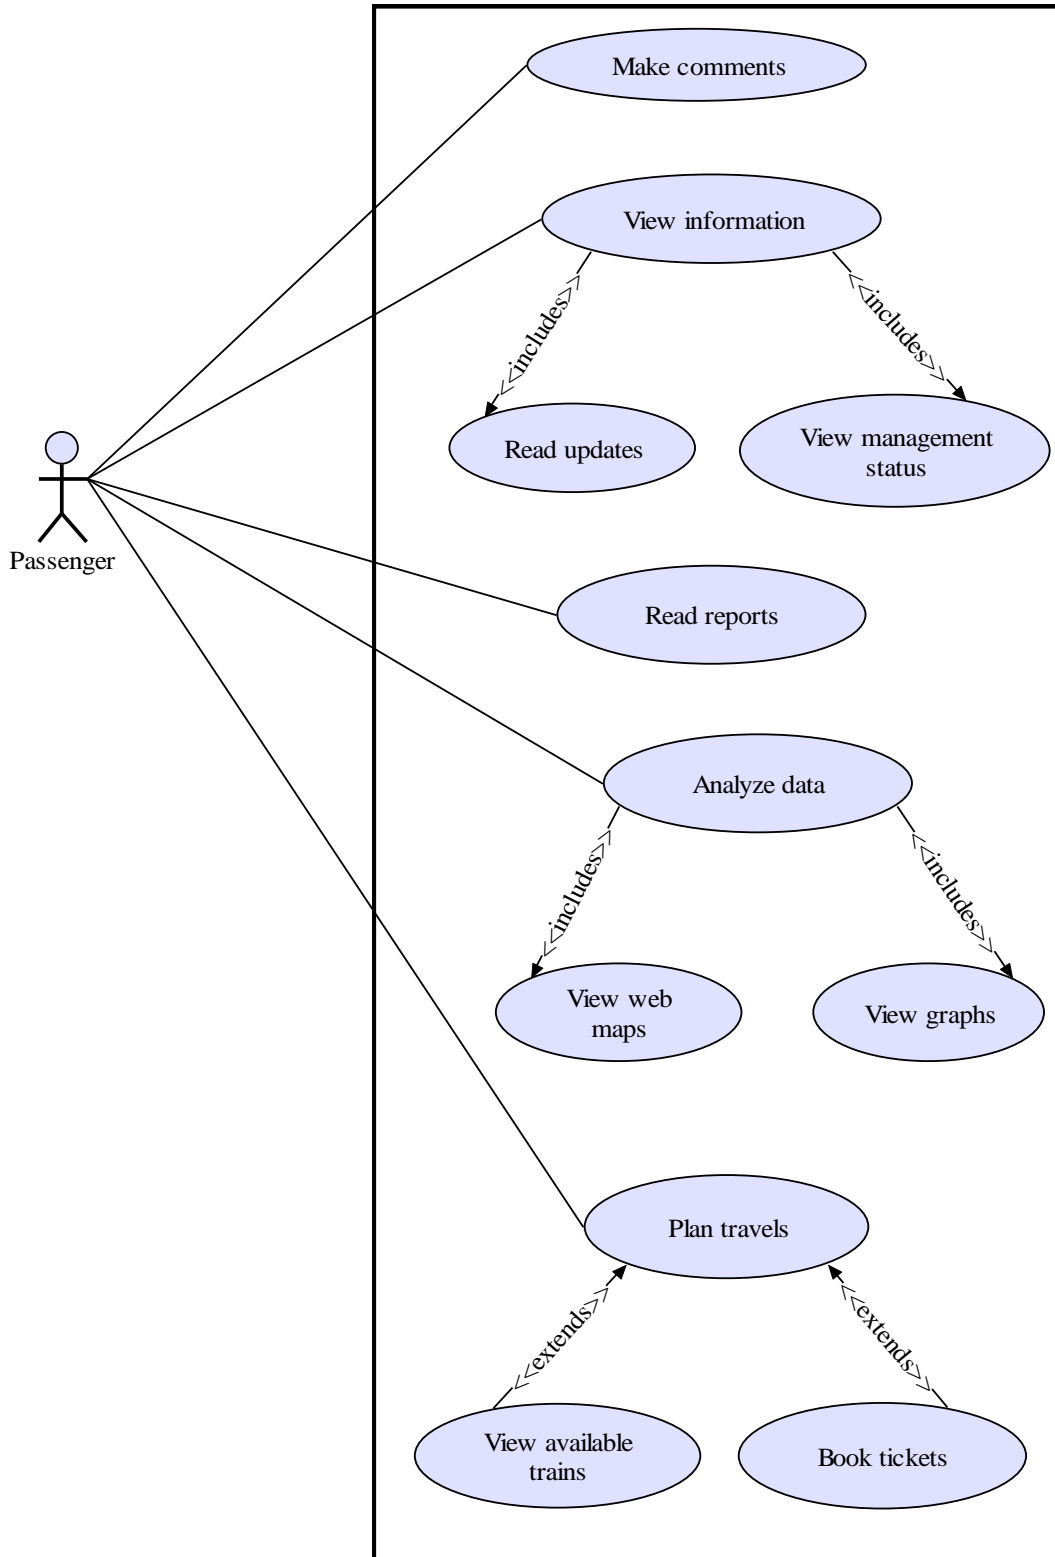 Make comments
View information
<<includes>>
<<includes>>
Read updates
View management
status
Passenger
Read reports
Analyze data
<<includes>>
<<includes>>
View web
maps
View graphs
Plan travels
<<extends>>
<<extends>>
View available
trains
Book tickets